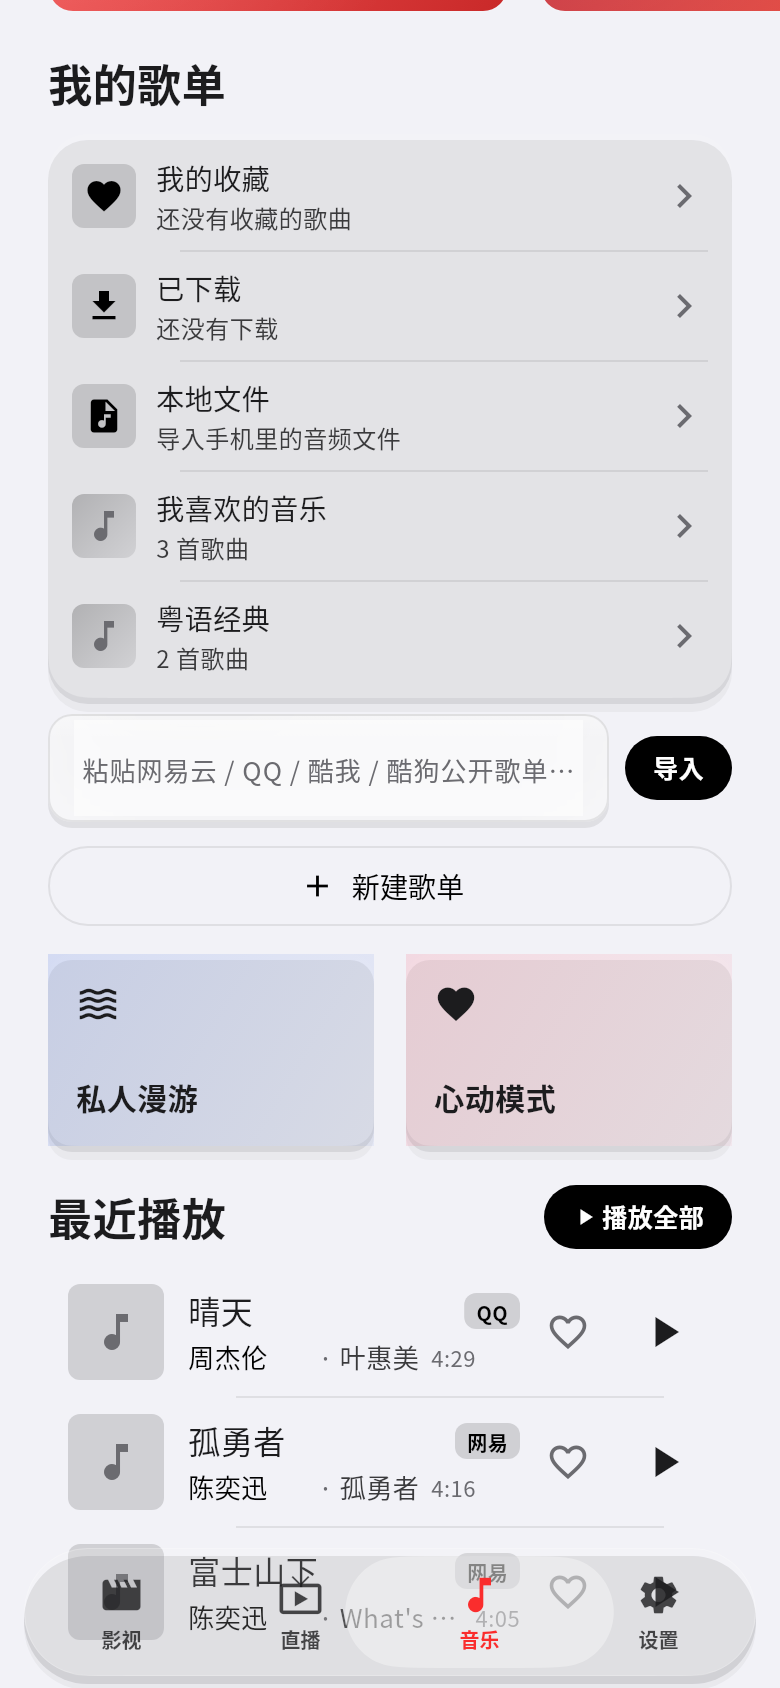 我的歌单
我的收藏
还没有收藏的歌曲
已下载
还没有下载
本地文件
导入手机里的音频文件
我喜欢的音乐
3 首歌曲
粤语经典
2 首歌曲
粘贴网易云 / QQ / 酷我 / 酷狗公开歌单…
导入
新建歌单
私人漫游
心动模式
最近播放
播放全部
晴天
QQ
周杰伦 · 叶惠美 4:29
孤勇者
网易
陈奕迅 · 孤勇者 4:16
富士山下
网易
陈奕迅 · What's … 4:05
影视
直播
音乐
设置